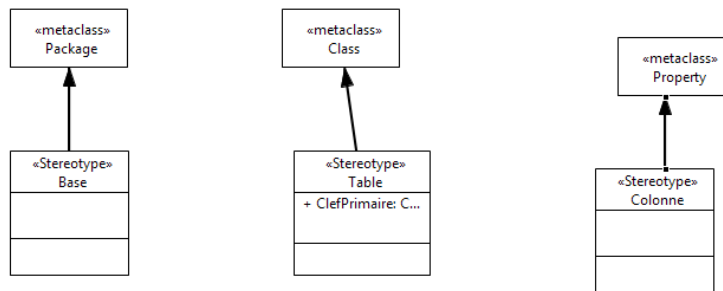 «metaclass»
Package
«metaclass»
Class
«metaclass»
Property
«Stereotype»
Base
«Stereotype»
Table
+ ClefPrimaire: C...
«Stereotype»
Colonne